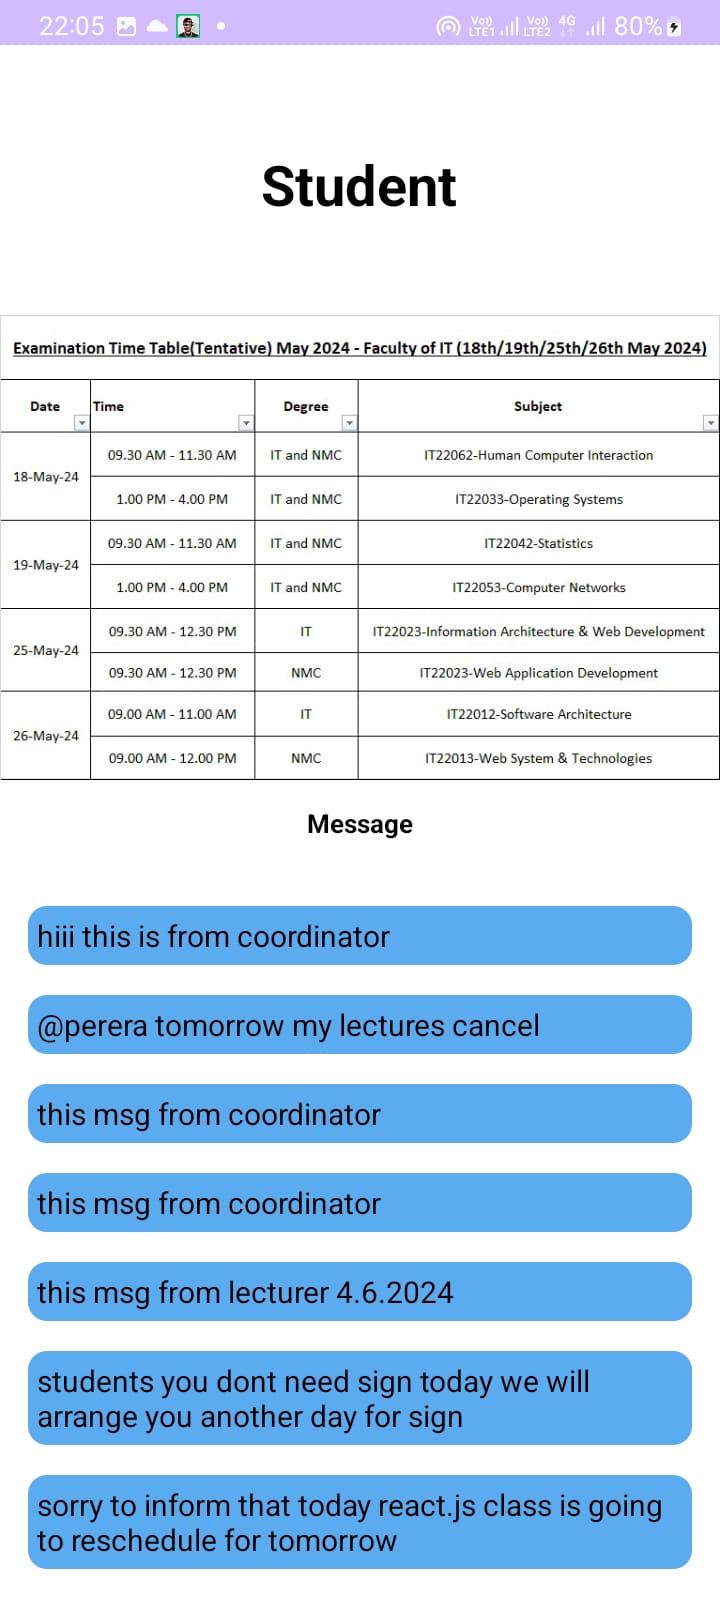 22:05 Vo) LTE1 Vo) LTE2 4G 80%
Student
Examination Time Table(Tentative) May 2024 - Faculty of IT (18th/19th/25th/26th May 2024)
Date Time Degree Subject
18-May-24 09.30 AM - 11.30 AM IT and NMC IT22062-Human Computer Interaction
1.00 PM - 4.00 PM IT and NMC IT22033-Operating Systems
19-May-24 09.30 AM - 11.30 AM IT and NMC IT22042-Statistics
1.00 PM - 4.00 PM IT and NMC IT22053-Computer Networks
25-May-24 09.30 AM - 12.30 PM IT IT22023-Information Architecture & Web Development
09.30 AM - 12.30 PM NMC IT22023-Web Application Development
26-May-24 09.00 AM - 11.00 AM IT IT22012-Software Architecture
09.00 AM - 12.00 PM NMC IT22013-Web System & Technologies
Message
hiii this is from coordinator
@perera tomorrow my lectures cancel
this msg from coordinator
this msg from coordinator
this msg from lecturer 4.6.2024
students you dont need sign today we will
arrange you another day for sign
sorry to inform that today react.js class is going
to reschedule for tomorrow